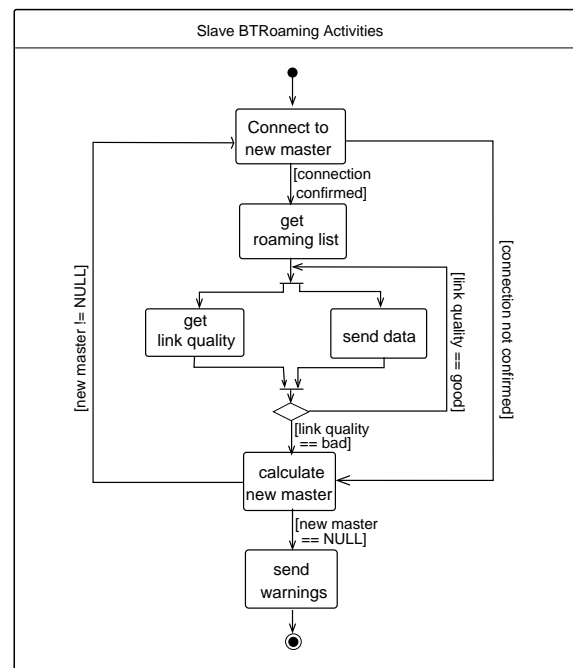 Slave BTRoaming Activities
Connect to
new master
[connection
confirmed]
get
roaming list
get
link quality
send data
[new master != NULL]
[link quality == good]
[connection not confirmed]
[link quality
== bad]
calculate
new master
[new master
== NULL]
send
warnings